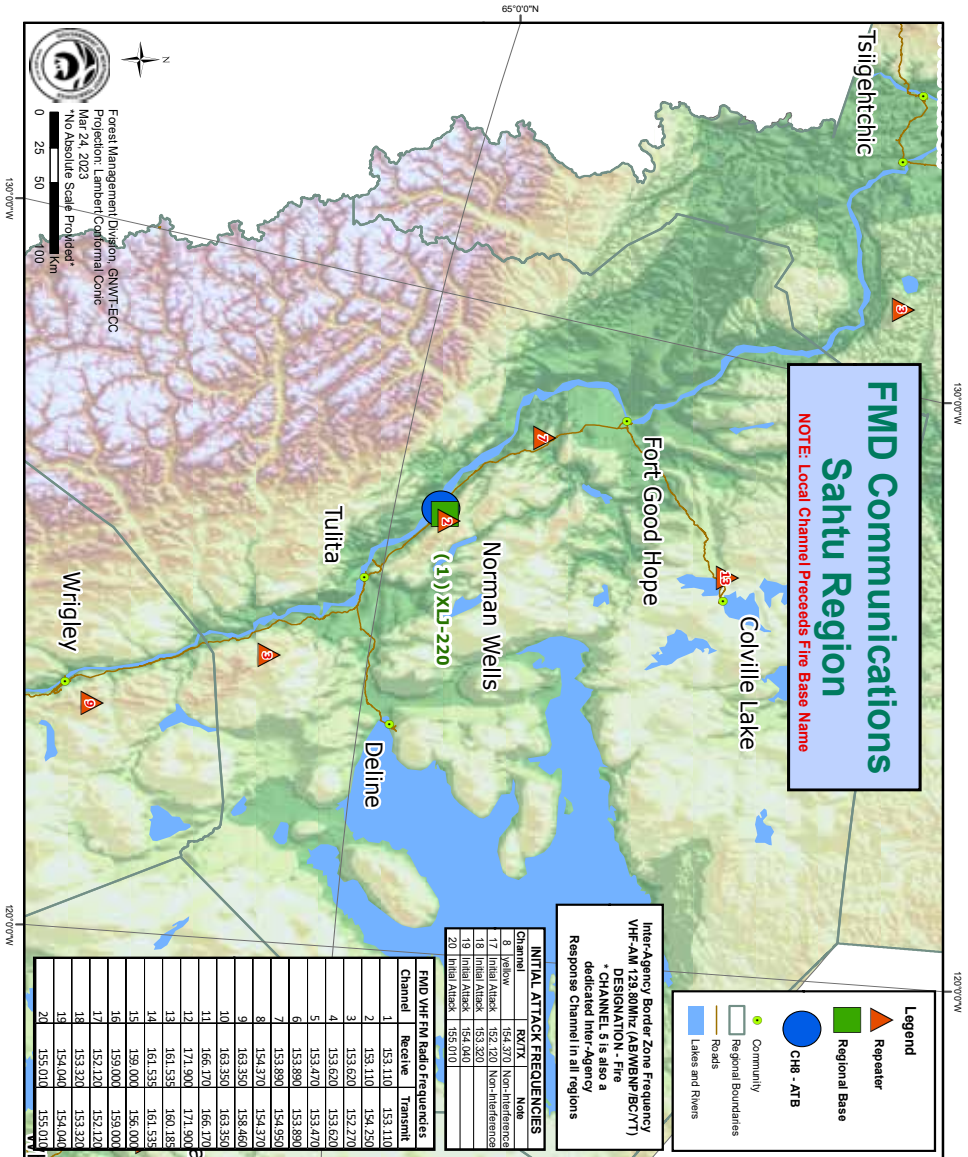 FMD Communications
Sahtu Region
NOTE: Local Channel Preceeds Fire Base Name
Legend
Repeater
Regional Base
CH8 - ATB
Community
Regional Boundaries
Roads
Lakes and Rivers
Inter-Agency Border Zone Frequency
VHF-AM 129.80Mhz (AB/WBNP/BC/YT)
DESIGNATION - Fire
* CHANNEL 5 is also a
dedicated Inter-Agency
Response Channel in all regions
INITIAL ATTACK FREQUENCIES
Channel RX/TX Note
8 yellow 154.370 Non-Interference
17 Initial Attack 152.120 Non-Interference
18 Initial Attack 153.320
19 Initial Attack 154.040
20 Initial Attack 155.010
FMD VHF FM Radio Frequencies
Channel Receive Transmit
1 153.110 153.110
2 153.110 154.250
3 153.620 152.270
4 153.620 153.620
5 153.470 153.470
6 153.890 153.890
7 153.890 154.950
8 154.370 154.370
9 163.350 158.460
10 163.350 163.350
11 166.170 166.170
12 171.900 171.900
13 161.535 160.185
14 161.535 161.535
15 159.000 156.000
16 159.000 159.000
17 152.120 152.120
18 153.320 153.320
19 154.040 154.040
20 155.010 155.010
Tsiigehtchic
3
Fort Good Hope
Colville Lake
13
7
Norman Wells
2
(1) XLJ-220
Tulita
Deline
3
Wrigley
9
65°0'0"N
130°0'0"W
120°0'0"W
130°0'0"W
120°0'0"W
N
Forest Management Division, GNWT-ECC
Projection: Lambert Conformal Conic
Mar 24, 2023
*No Absolute Scale Provided*
0 25 50 100
Km